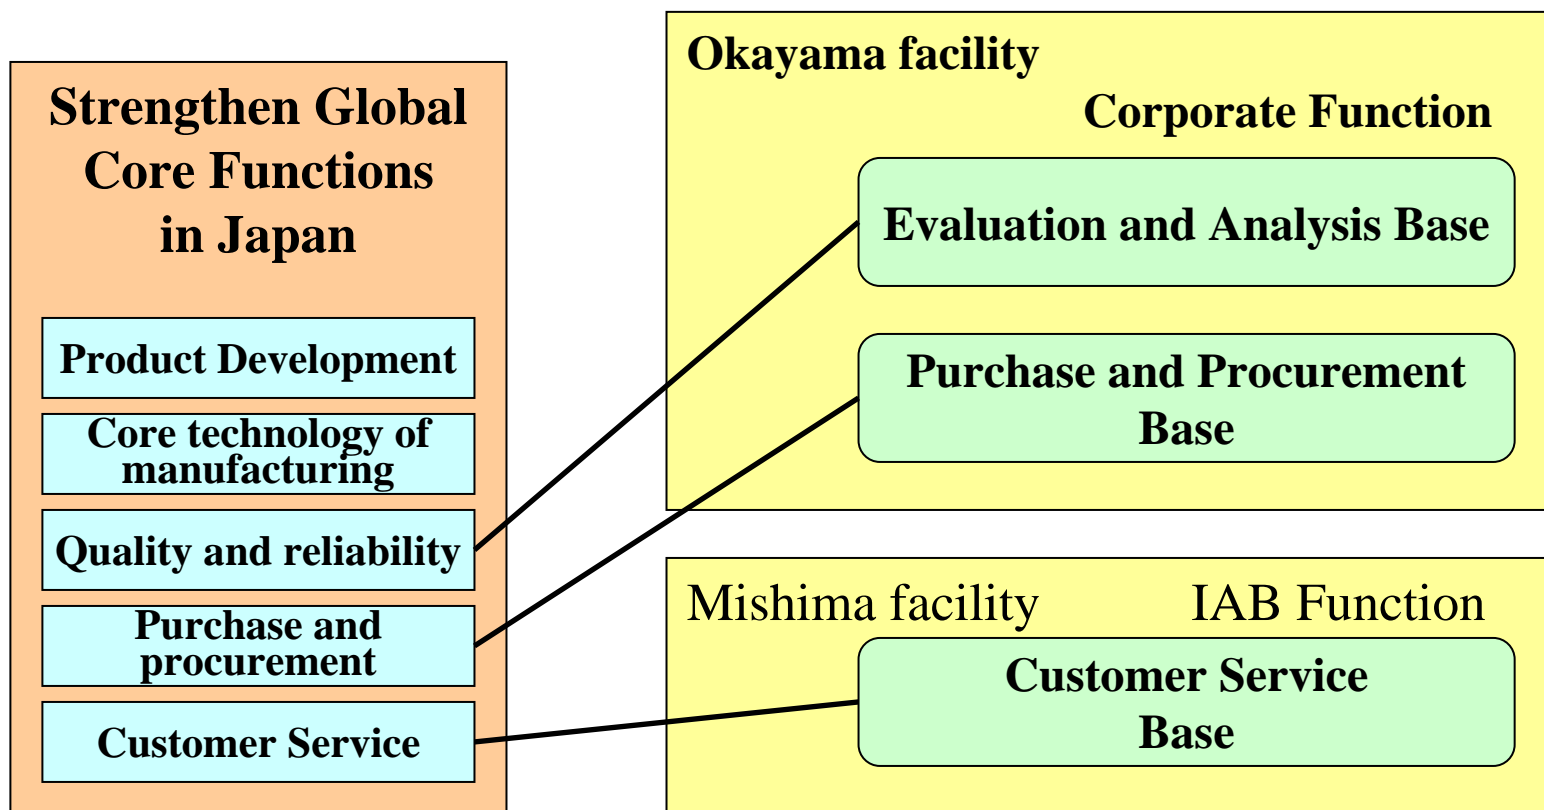 Strengthen Global
Core Functions
in Japan
Product Development
Core technology of
manufacturing
Quality and reliability
Purchase and
procurement
Customer Service
Okayama facility
Corporate Function
Evaluation and Analysis Base
Purchase and Procurement
Base
Mishima facility IAB Function
Customer Service
Base